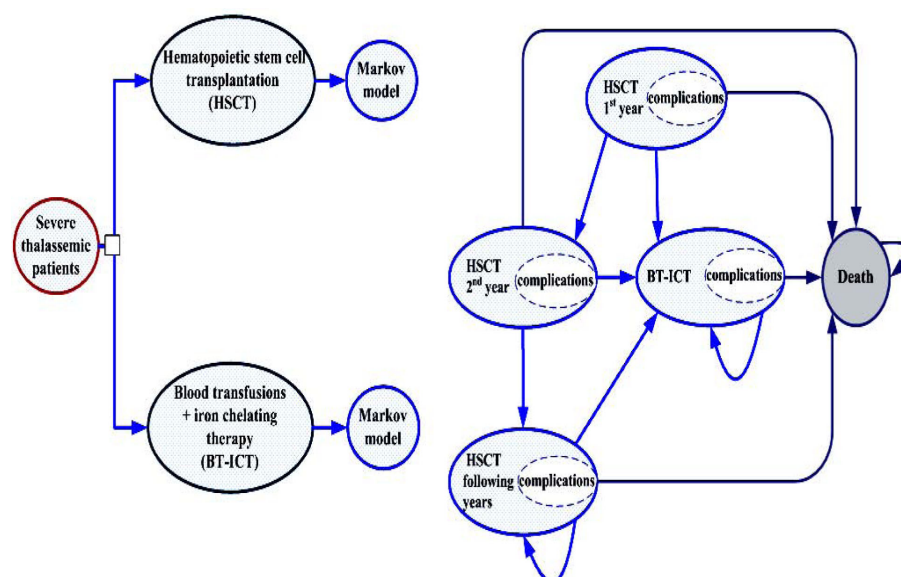 Hematopoietic stem cell
transplantation
(HSCT)
Markov
model
Severe
thalassemic
patients
Blood transfusions
+ iron chelating
therapy
(BT-ICT)
Markov
model
HSCT
1st year
complications
HSCT
2nd year
complications
BT-ICT
complications
Death
HSCT
following
years
complications